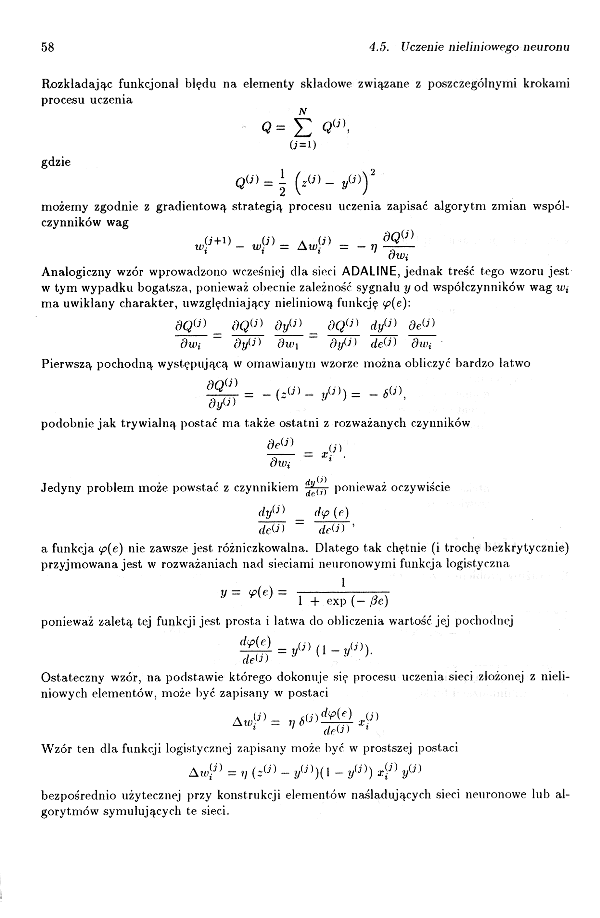 58 4.5. Uczenie nieliniowego neuronu
Rozkładając funkcjonał błędu na elementy składowe związane z poszczególnymi krokami
procesu uczenia
Q = \sum_{(j=1)}^{N} Q^{(j)},
gdzie
Q^{(j)} = \frac{1}{2} \left( z^{(j)} - y^{(j)} \right)^2
możemy zgodnie z gradientową strategią procesu uczenia zapisać algorytm zmian współ-
czynników wag
w_i^{(j+1)} - w_i^{(j)} = \Delta w_i^{(j)} = - \eta \frac{\partial Q^{(j)}}{\partial w_i}
Analogiczny wzór wprowadzono wcześniej dla sieci ADALINE, jednak treść tego wzoru jest
w tym wypadku bogatsza, ponieważ obecnie zależność sygnału y od współczynników wag w_i
ma uwikłany charakter, uwzględniający nieliniową funkcję φ(e):
\frac{\partial Q^{(j)}}{\partial w_i} = \frac{\partial Q^{(j)}}{\partial y^{(j)}} \frac{\partial y^{(j)}}{\partial w_1} = \frac{\partial Q^{(j)}}{\partial y^{(j)}} \frac{dy^{(j)}}{de^{(j)}} \frac{\partial e^{(j)}}{\partial w_i}.
Pierwszą pochodną występującą w omawianym wzorze można obliczyć bardzo łatwo
\frac{\partial Q^{(j)}}{\partial y^{(j)}} = - (z^{(j)} - y^{(j)}) = - \delta^{(j)},
podobnie jak trywialną postać ma także ostatni z rozważanych czynników
\frac{\partial e^{(j)}}{\partial w_i} = x_i^{(j)}.
Jedyny problem może powstać z czynnikiem \frac{dy^{(j)}}{de^{(j)}} ponieważ oczywiście
\frac{dy^{(j)}}{de^{(j)}} = \frac{d\varphi(e)}{de^{(j)}},
a funkcja φ(e) nie zawsze jest różniczkowalna. Dlatego tak chętnie (i trochę bezkrytycznie)
przyjmowana jest w rozważaniach nad sieciami neuronowymi funkcja logistyczna
y = \varphi(e) = \frac{1}{1 + \exp(-\beta e)}
ponieważ zaletą tej funkcji jest prosta i łatwa do obliczenia wartość jej pochodnej
\frac{d\varphi(e)}{de^{(j)}} = y^{(j)} (1 - y^{(j)}).
Ostateczny wzór, na podstawie którego dokonuje się procesu uczenia sieci złożonej z nieli-
niowych elementów, może być zapisany w postaci
\Delta w_i^{(j)} = \eta \delta^{(j)} \frac{d\varphi(e)}{de^{(j)}} x_i^{(j)}
Wzór ten dla funkcji logistycznej zapisany może być w prostszej postaci
\Delta w_i^{(j)} = \eta (z^{(j)} - y^{(j)})(1 - y^{(j)}) x_i^{(j)} y^{(j)}
bezpośrednio użytecznej przy konstrukcji elementów naśladujących sieci neuronowe lub al-
gorytmów symulujących te sieci.